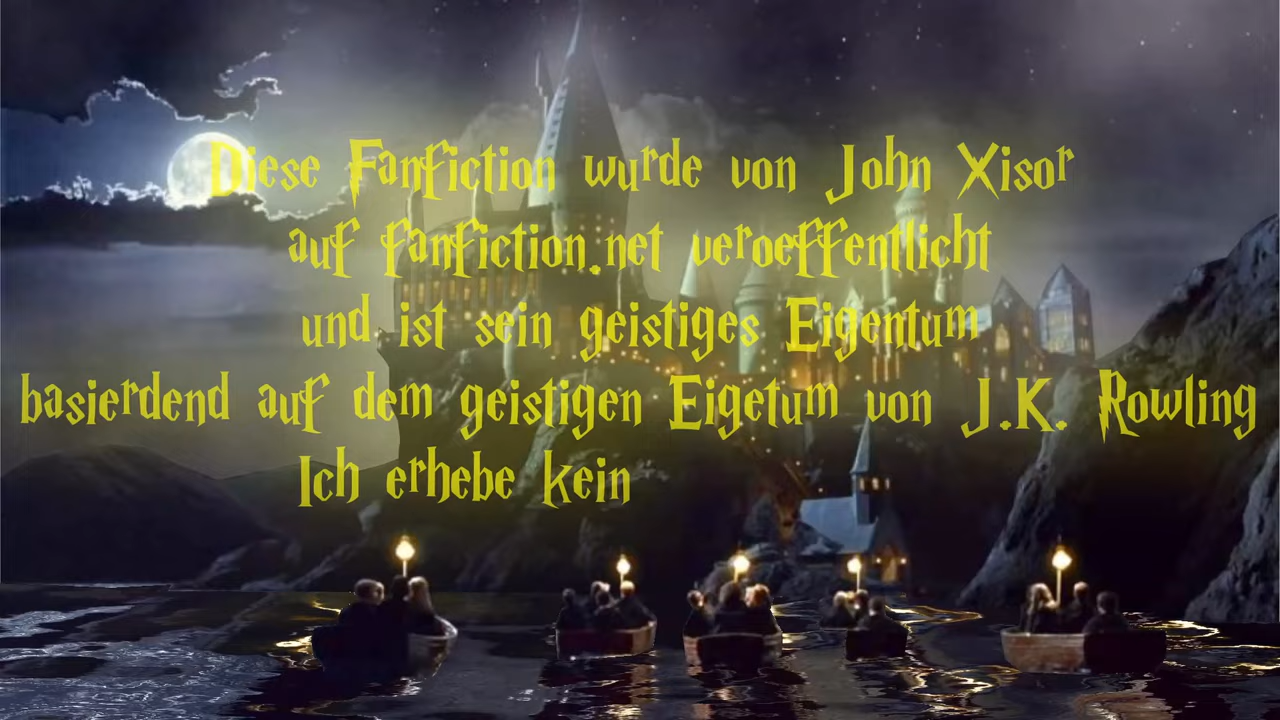 Diese Fanfiction wurde von John Xisor
auf fanfiction.net veroeffentlicht
und ist sein geistiges Eigentum
basierdend auf dem geistigen Eigetum von J.K. Rowling
Ich erhebe kein